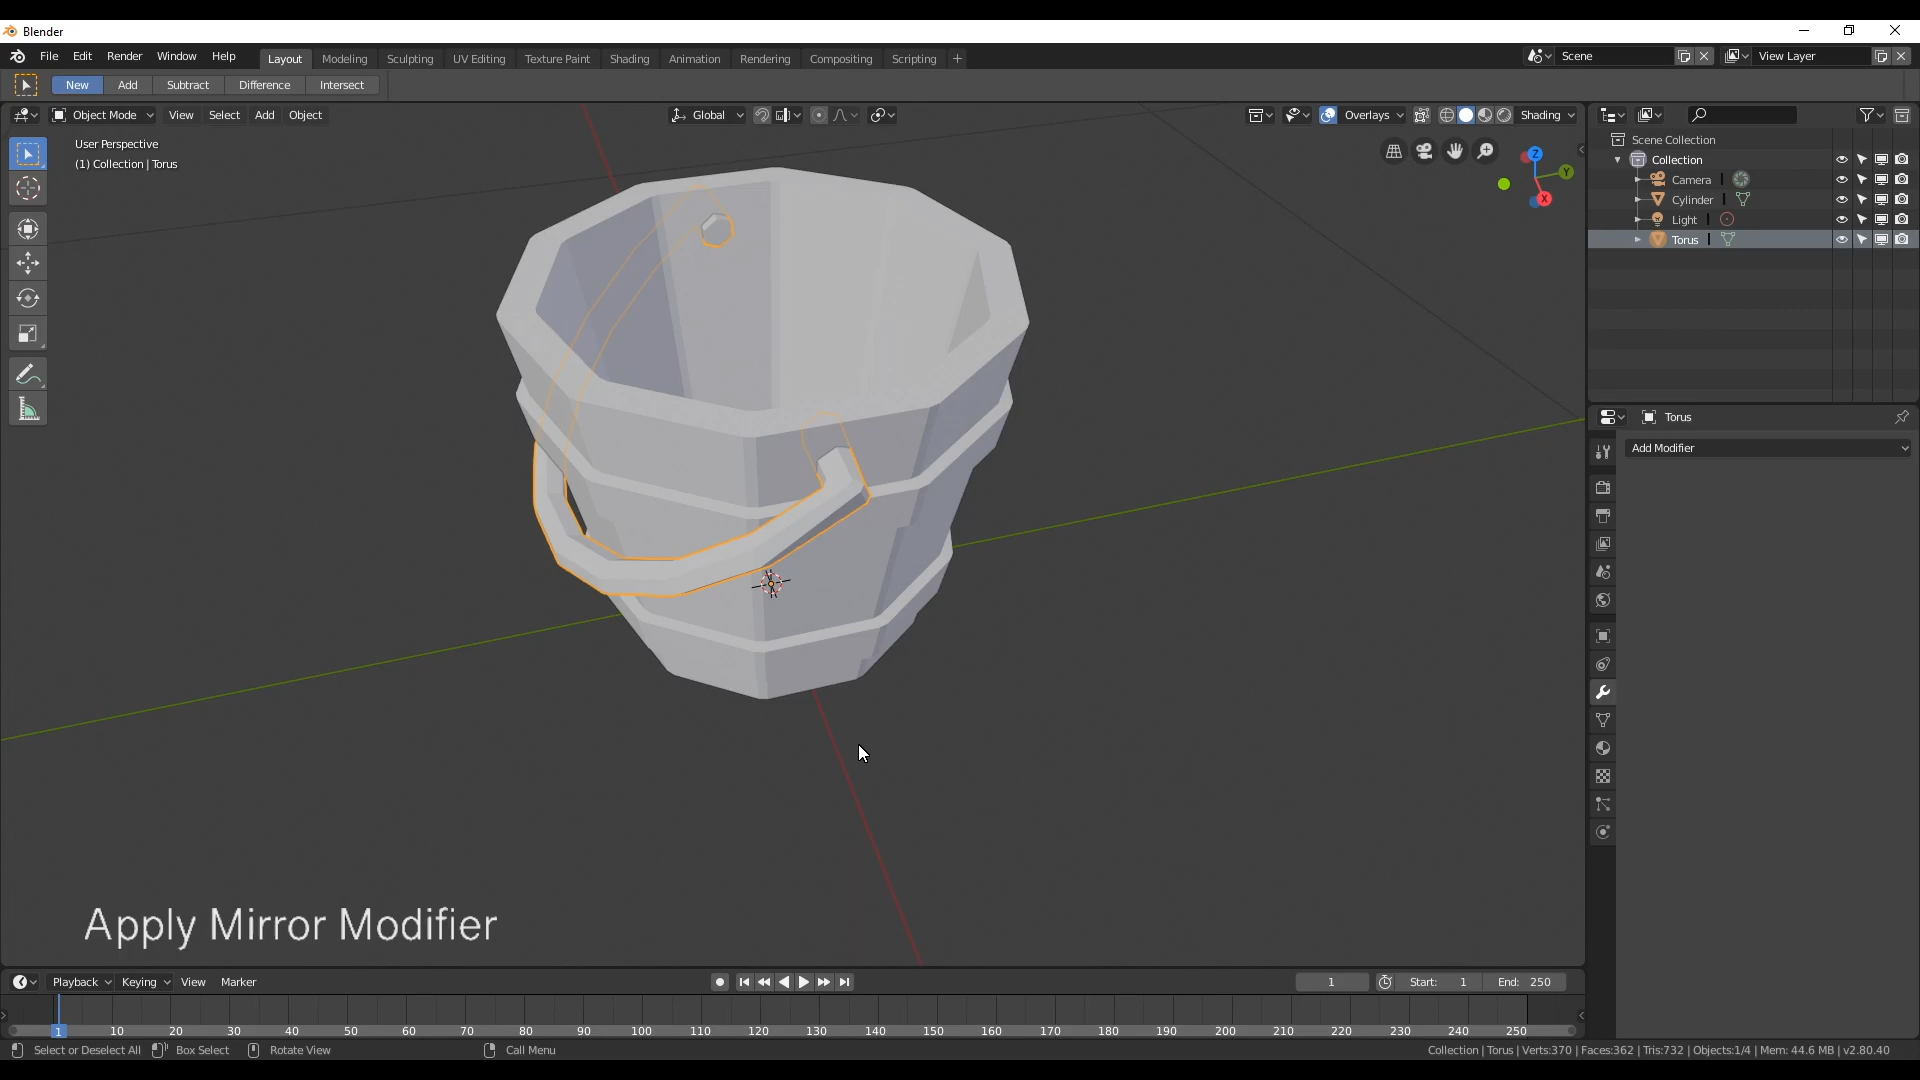 Blender
File Edit Render Window Help Layout Modeling Sculpting UV Editing Texture Paint Shading Animation Rendering Compositing Scripting + Scene View Layer
New Add Subtract Difference Intersect
Object Mode View Select Add Object Global Overlays Shading
User Perspective
(1) Collection | Torus
Z
Y
X
Scene Collection
Collection
Camera
Cylinder
Light
Torus
Torus
Add Modifier
Apply Mirror Modifier
Playback Keying View Marker 1 Start: 1 End: 250
1 10 20 30 40 50 60 70 80 90 100 110 120 130 140 150 160 170 180 190 200 210 220 230 240 250
Select or Deselect All Box Select Rotate View Call Menu Collection | Torus | Verts:370 | Faces:362 | Tris:732 | Objects:1/4 | Mem: 44.6 MB | v2.80.40